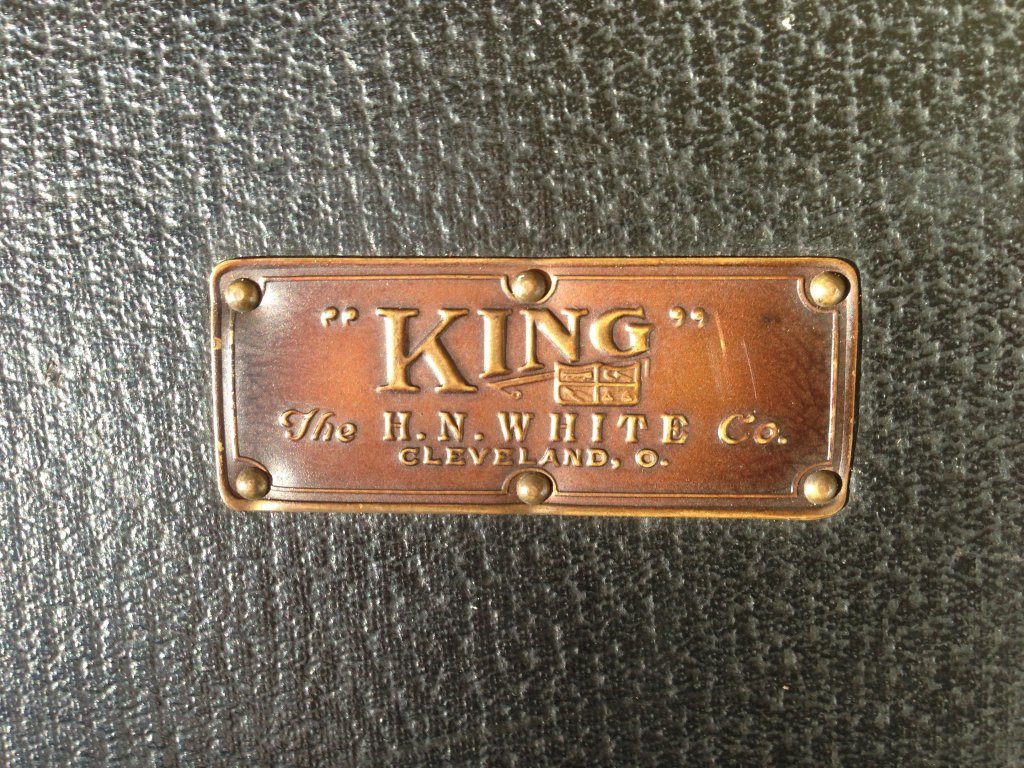 "KING"
The H.N. WHITE Co.
CLEVELAND, O.